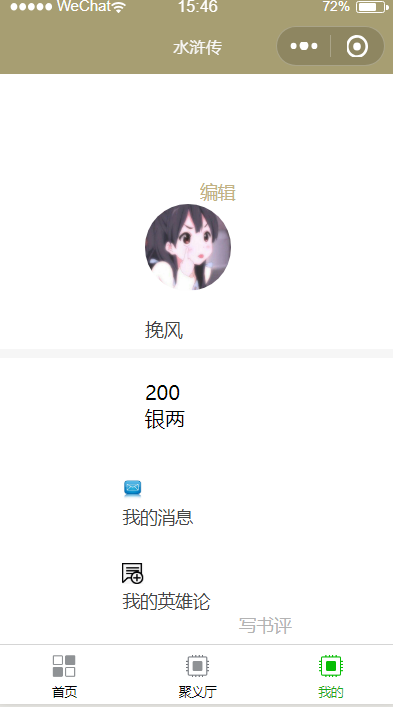 WeChat 15:46 72%
水浒传
编辑
挽风
200
银两
我的消息
我的英雄论
写书评
首页 聚义厅 我的